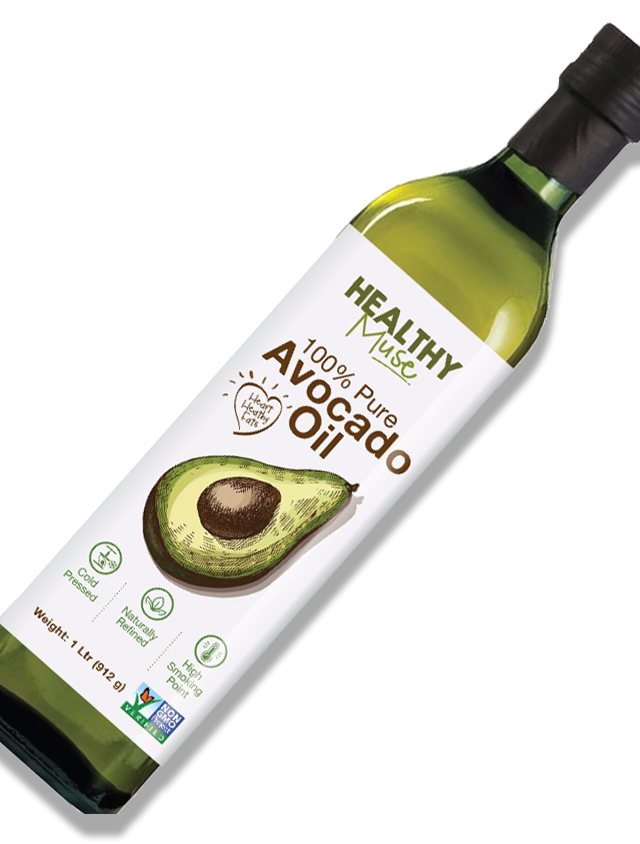 HEALTHY
Muse
100% Pure
Avocado
Oil
Heart
Healthy
Fats
Cold
Pressed
Naturally
Refined
High
Smoking
Point
Weight: 1 Ltr (912 g)
NON
GMO
Project
VERIFIED